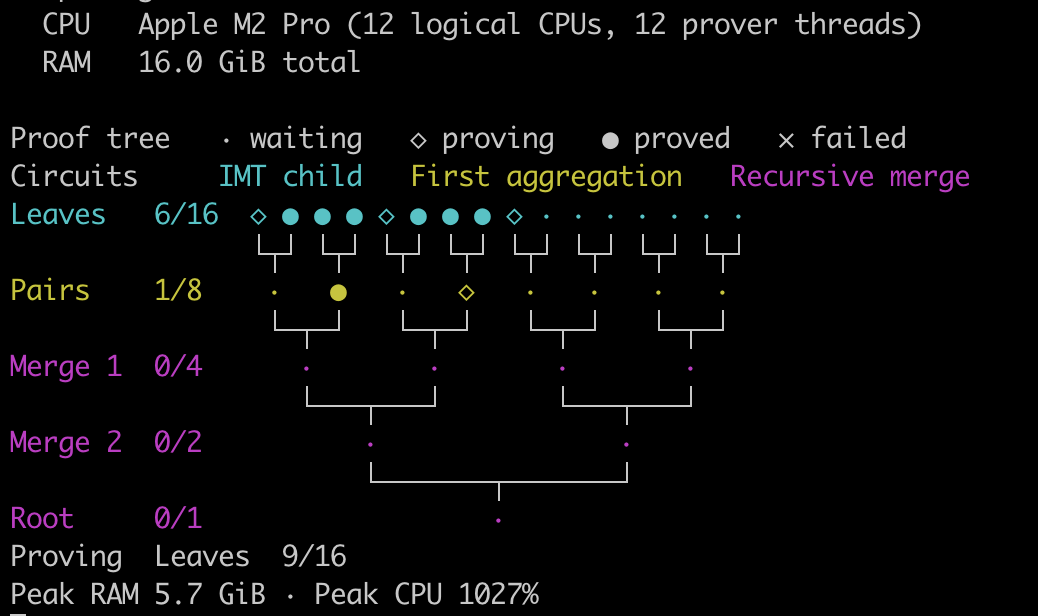 CPU   Apple M2 Pro (12 logical CPUs, 12 prover threads)
RAM   16.0 GiB total
Proof tree   · waiting   ◇ proving   ● proved   × failed
Circuits     IMT child   First aggregation   Recursive merge
Leaves   6/16  ◇ ● ● ● ◇ ● ● ● ◇ · · · · · · ·
Pairs    1/8   · ● · ◇ · · · ·
Merge 1  0/4   · · · ·
Merge 2  0/2   · ·
Root     0/1   ·
Proving  Leaves  9/16
Peak RAM 5.7 GiB · Peak CPU 1027%